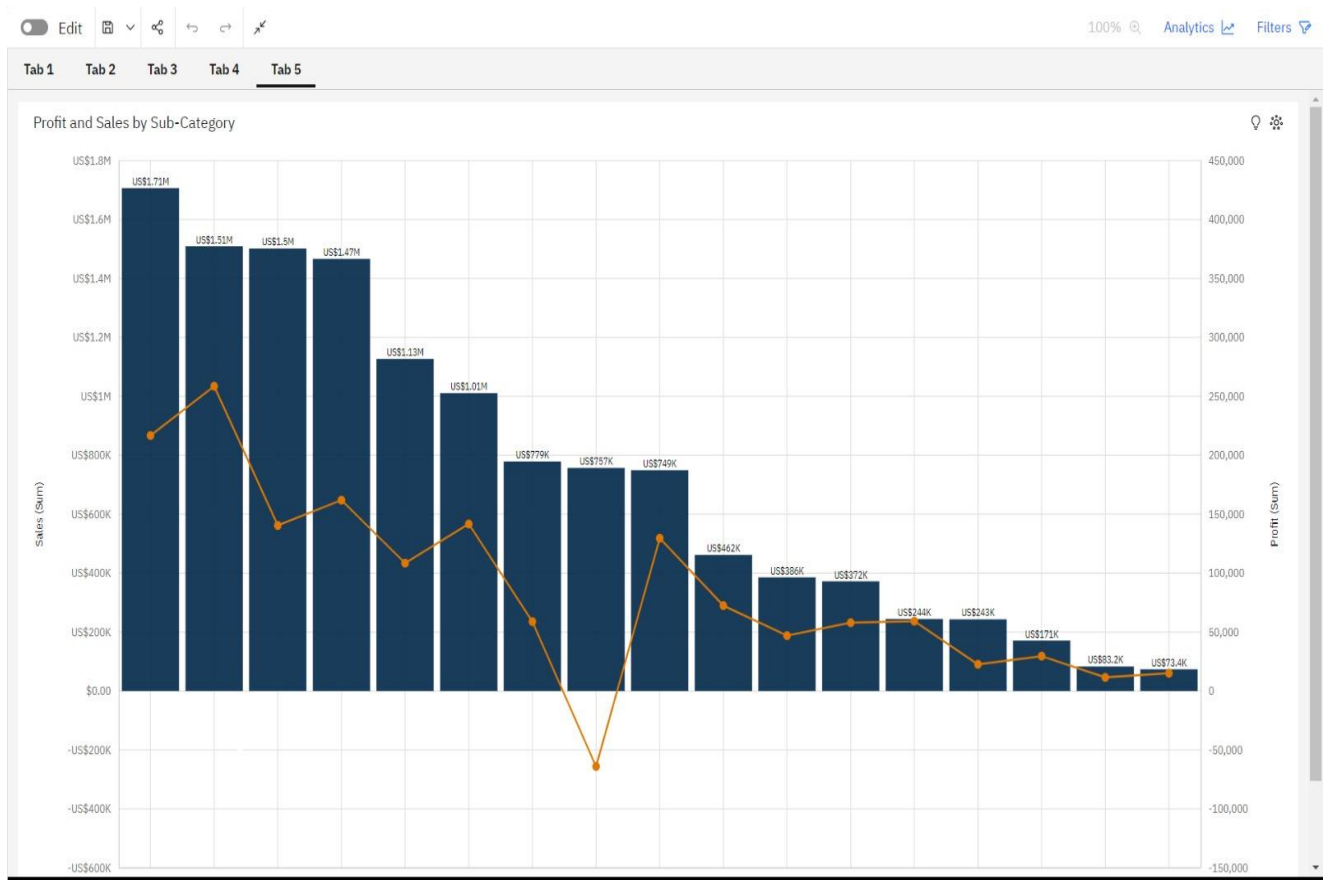 Edit
100%
Analytics
Filters
Tab 1 Tab 2 Tab 3 Tab 4 Tab 5
Profit and Sales by Sub-Category
US$1.8M
US$1.6M
US$1.4M
US$1.2M
US$1M
US$800K
US$600K
US$400K
US$200K
$0.00
-US$200K
-US$400K
-US$600K
Sales (Sum)
US$1.71M
US$1.51M
US$1.5M
US$1.47M
US$1.13M
US$1.01M
US$779K
US$757K
US$749K
US$462K
US$386K
US$372K
US$244K
US$243K
US$171K
US$83.2K
US$73.4K
450,000
400,000
350,000
300,000
250,000
200,000
150,000
100,000
50,000
0
-50,000
-100,000
-150,000
Profit (Sum)